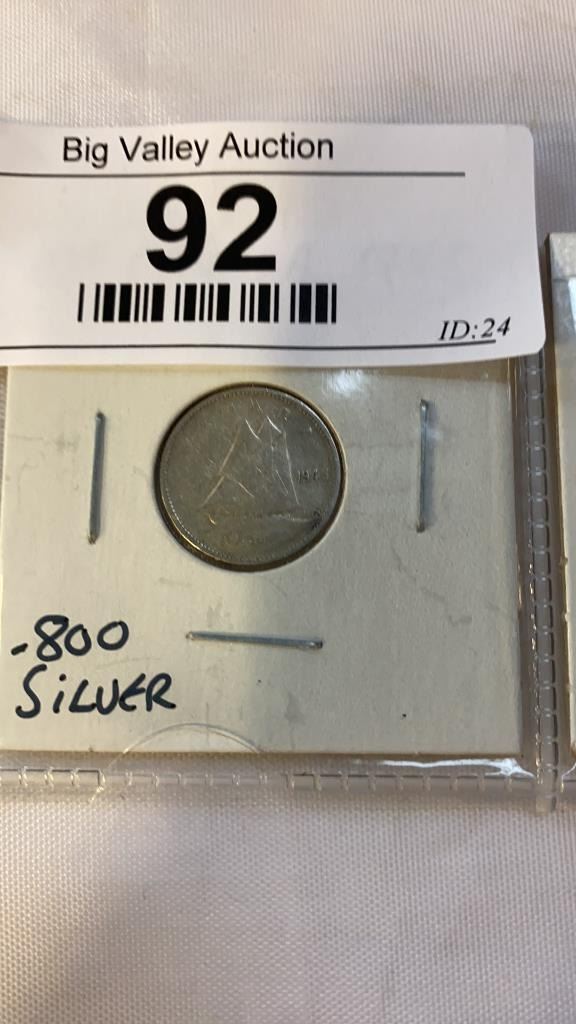 Big Valley Auction
92
ID:24
.800
SILVER